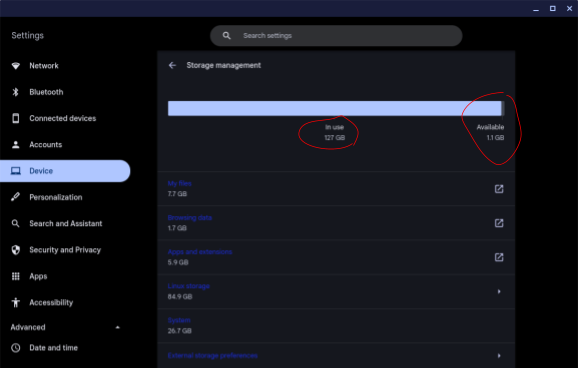 Settings
Search settings
Network
Bluetooth
Connected devices
Accounts
Device
Personalization
Search and Assistant
Security and Privacy
Apps
Accessibility
Advanced
Date and time
Storage management
In use
127 GB
Available
1.1 GB
My files
7.7 GB
Browsing data
1.7 GB
Apps and extensions
5.9 GB
Linux storage
84.9 GB
System
26.7 GB
External storage preferences